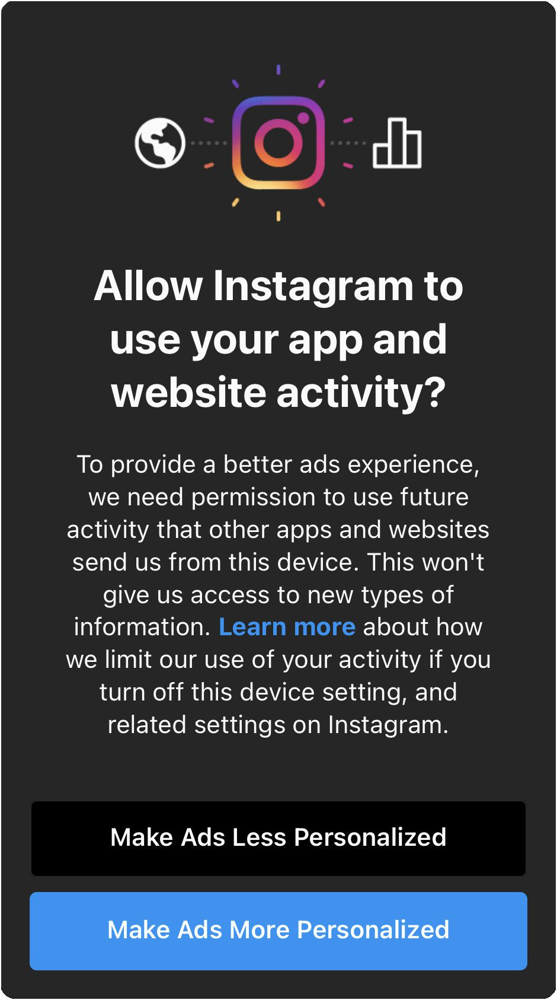 Allow Instagram to
use your app and
website activity?
To provide a better ads experience,
we need permission to use future
activity that other apps and websites
send us from this device. This won't
give us access to new types of
information. Learn more about how
we limit our use of your activity if you
turn off this device setting, and
related settings on Instagram.
Make Ads Less Personalized
Make Ads More Personalized